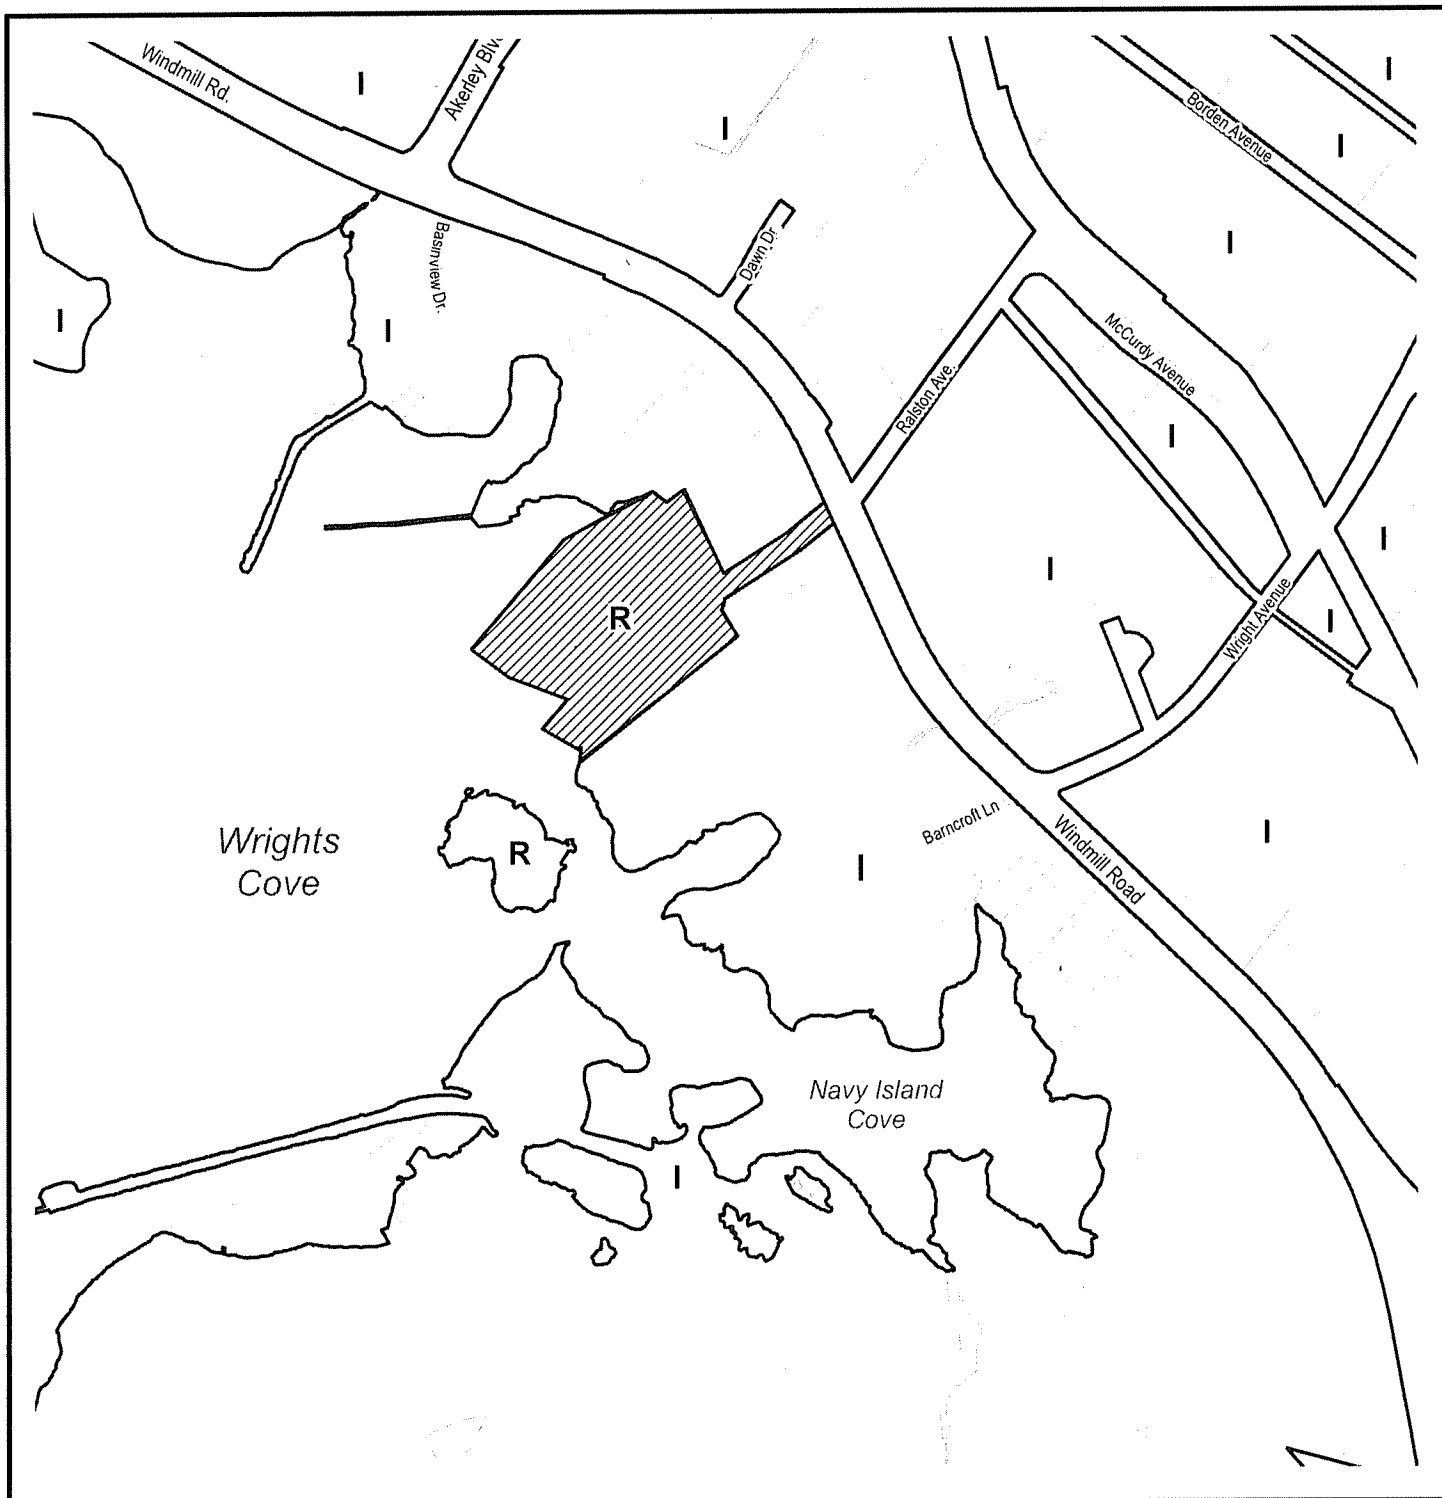 Windmill Rd.
I
Akerley Blvd
I
I
Borden Avenue
I
Basinview Dr.
Dawn Dr
I
I
I
McCurdy Avenue
Ralston Ave.
I
I
I
R
Wright Avenue
I
Wrights
Cove
R
Barncroft Ln
Windmill Road
I
I
Navy Island
Cove
I